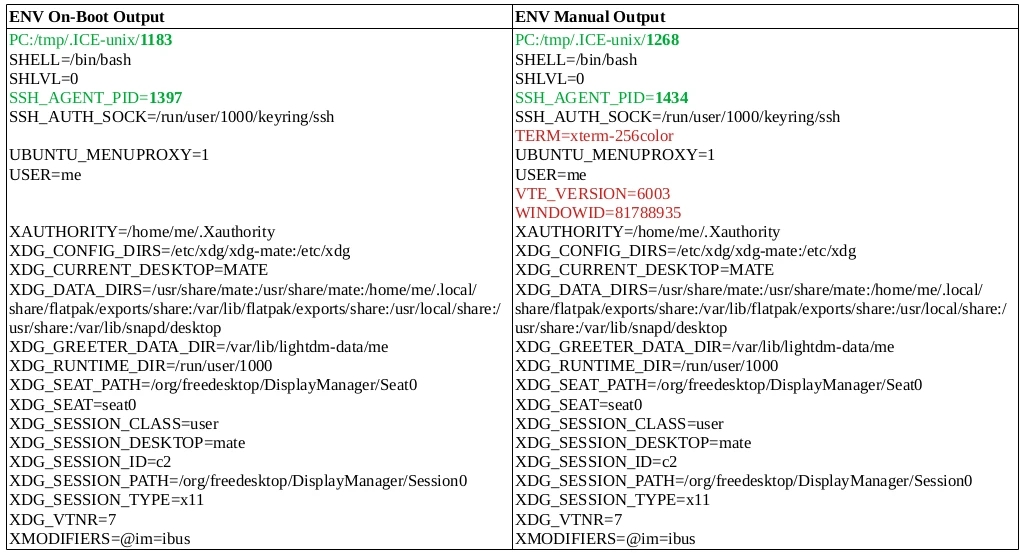 ENV On-Boot Output
PC:/tmp/.ICE-unix/1183
SHELL=/bin/bash
SHLVL=0
SSH_AGENT_PID=1397
SSH_AUTH_SOCK=/run/user/1000/keyring/ssh
UBUNTU_MENUPROXY=1
USER=me
XAUTHORITY=/home/me/.Xauthority
XDG_CONFIG_DIRS=/etc/xdg/xdg-mate:/etc/xdg
XDG_CURRENT_DESKTOP=MATE
XDG_DATA_DIRS=/usr/share/mate:/usr/share/mate:/home/me/.local/
share/flatpak/exports/share:/var/lib/flatpak/exports/share:/usr/local/share:/
usr/share:/var/lib/snapd/desktop
XDG_GREETER_DATA_DIR=/var/lib/lightdm-data/me
XDG_RUNTIME_DIR=/run/user/1000
XDG_SEAT_PATH=/org/freedesktop/DisplayManager/Seat0
XDG_SEAT=seat0
XDG_SESSION_CLASS=user
XDG_SESSION_DESKTOP=mate
XDG_SESSION_ID=c2
XDG_SESSION_PATH=/org/freedesktop/DisplayManager/Session0
XDG_SESSION_TYPE=x11
XDG_VTNR=7
XMODIFIERS=@im=ibus
ENV Manual Output
PC:/tmp/.ICE-unix/1268
SHELL=/bin/bash
SHLVL=0
SSH_AGENT_PID=1434
SSH_AUTH_SOCK=/run/user/1000/keyring/ssh
TERM=xterm-256color
UBUNTU_MENUPROXY=1
USER=me
VTE_VERSION=6003
WINDOWID=81788935
XAUTHORITY=/home/me/.Xauthority
XDG_CONFIG_DIRS=/etc/xdg/xdg-mate:/etc/xdg
XDG_CURRENT_DESKTOP=MATE
XDG_DATA_DIRS=/usr/share/mate:/usr/share/mate:/home/me/.local/
share/flatpak/exports/share:/var/lib/flatpak/exports/share:/usr/local/share:/
usr/share:/var/lib/snapd/desktop
XDG_GREETER_DATA_DIR=/var/lib/lightdm-data/me
XDG_RUNTIME_DIR=/run/user/1000
XDG_SEAT_PATH=/org/freedesktop/DisplayManager/Seat0
XDG_SEAT=seat0
XDG_SESSION_CLASS=user
XDG_SESSION_DESKTOP=mate
XDG_SESSION_ID=c2
XDG_SESSION_PATH=/org/freedesktop/DisplayManager/Session0
XDG_SESSION_TYPE=x11
XDG_VTNR=7
XMODIFIERS=@im=ibus